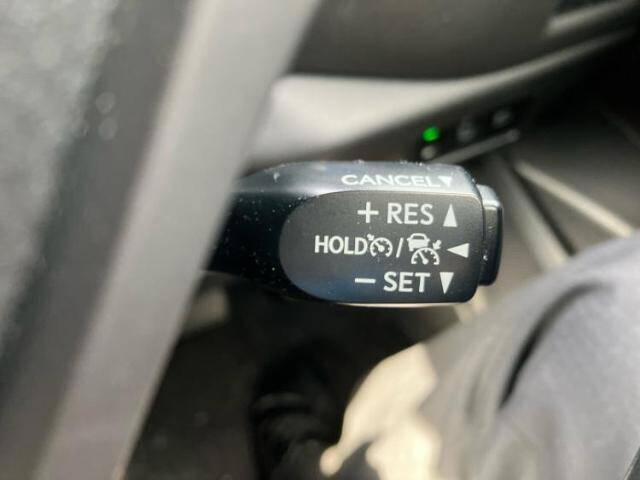 CANCEL▼
+ RES ▲
HOLD / ◄
− SET ▼